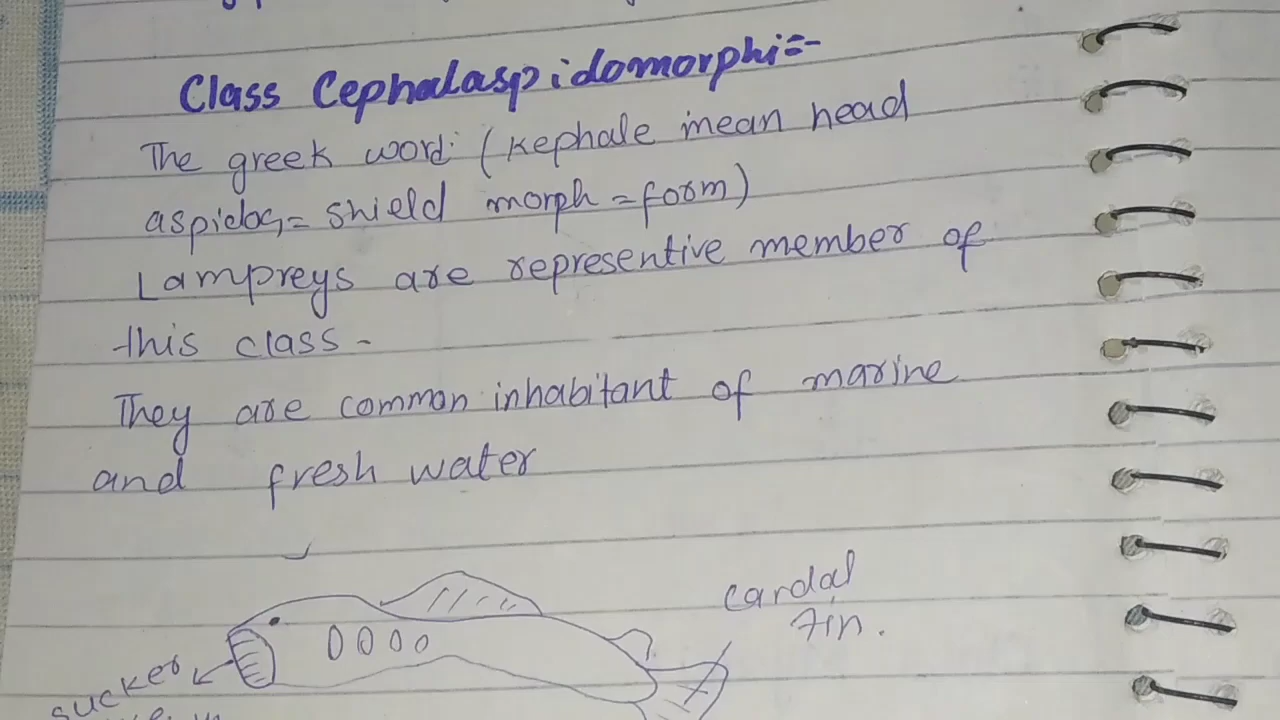 Class Cephalaspidomorphi:-
The greek word: (Kephale mean head
aspidos = shield morph = form)
Lampreys are representive member of
this class -
They are common inhabitant of marine
and fresh water
cardal
fin.
sucker